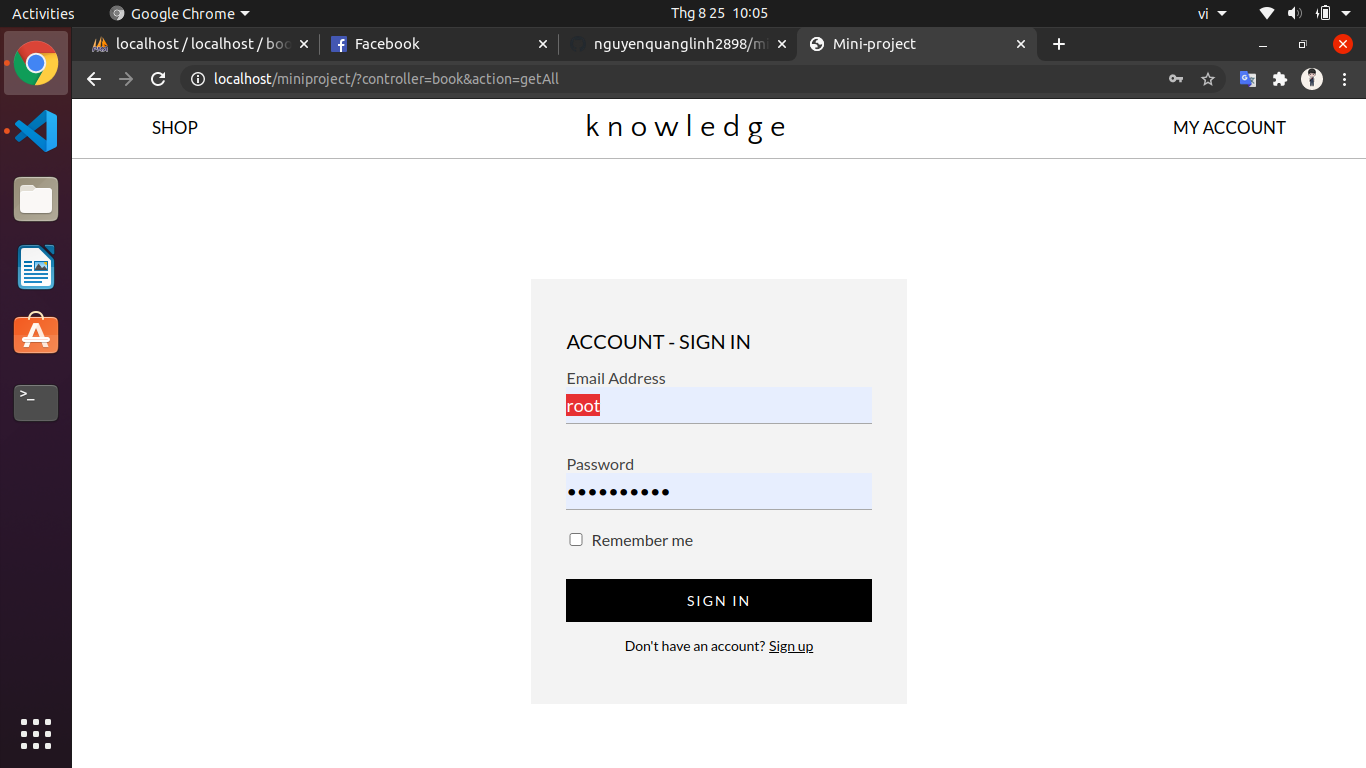 Activities Google Chrome Thg 8 25 10:05 vi
localhost / localhost / boo Facebook nguyenquanglinh2898/mi Mini-project
localhost/miniproject/?controller=book&action=getAll
SHOP knowledge MY ACCOUNT
ACCOUNT - SIGN IN
Email Address
root
Password
••••••••••
Remember me
SIGN IN
Don't have an account? Sign up
>_